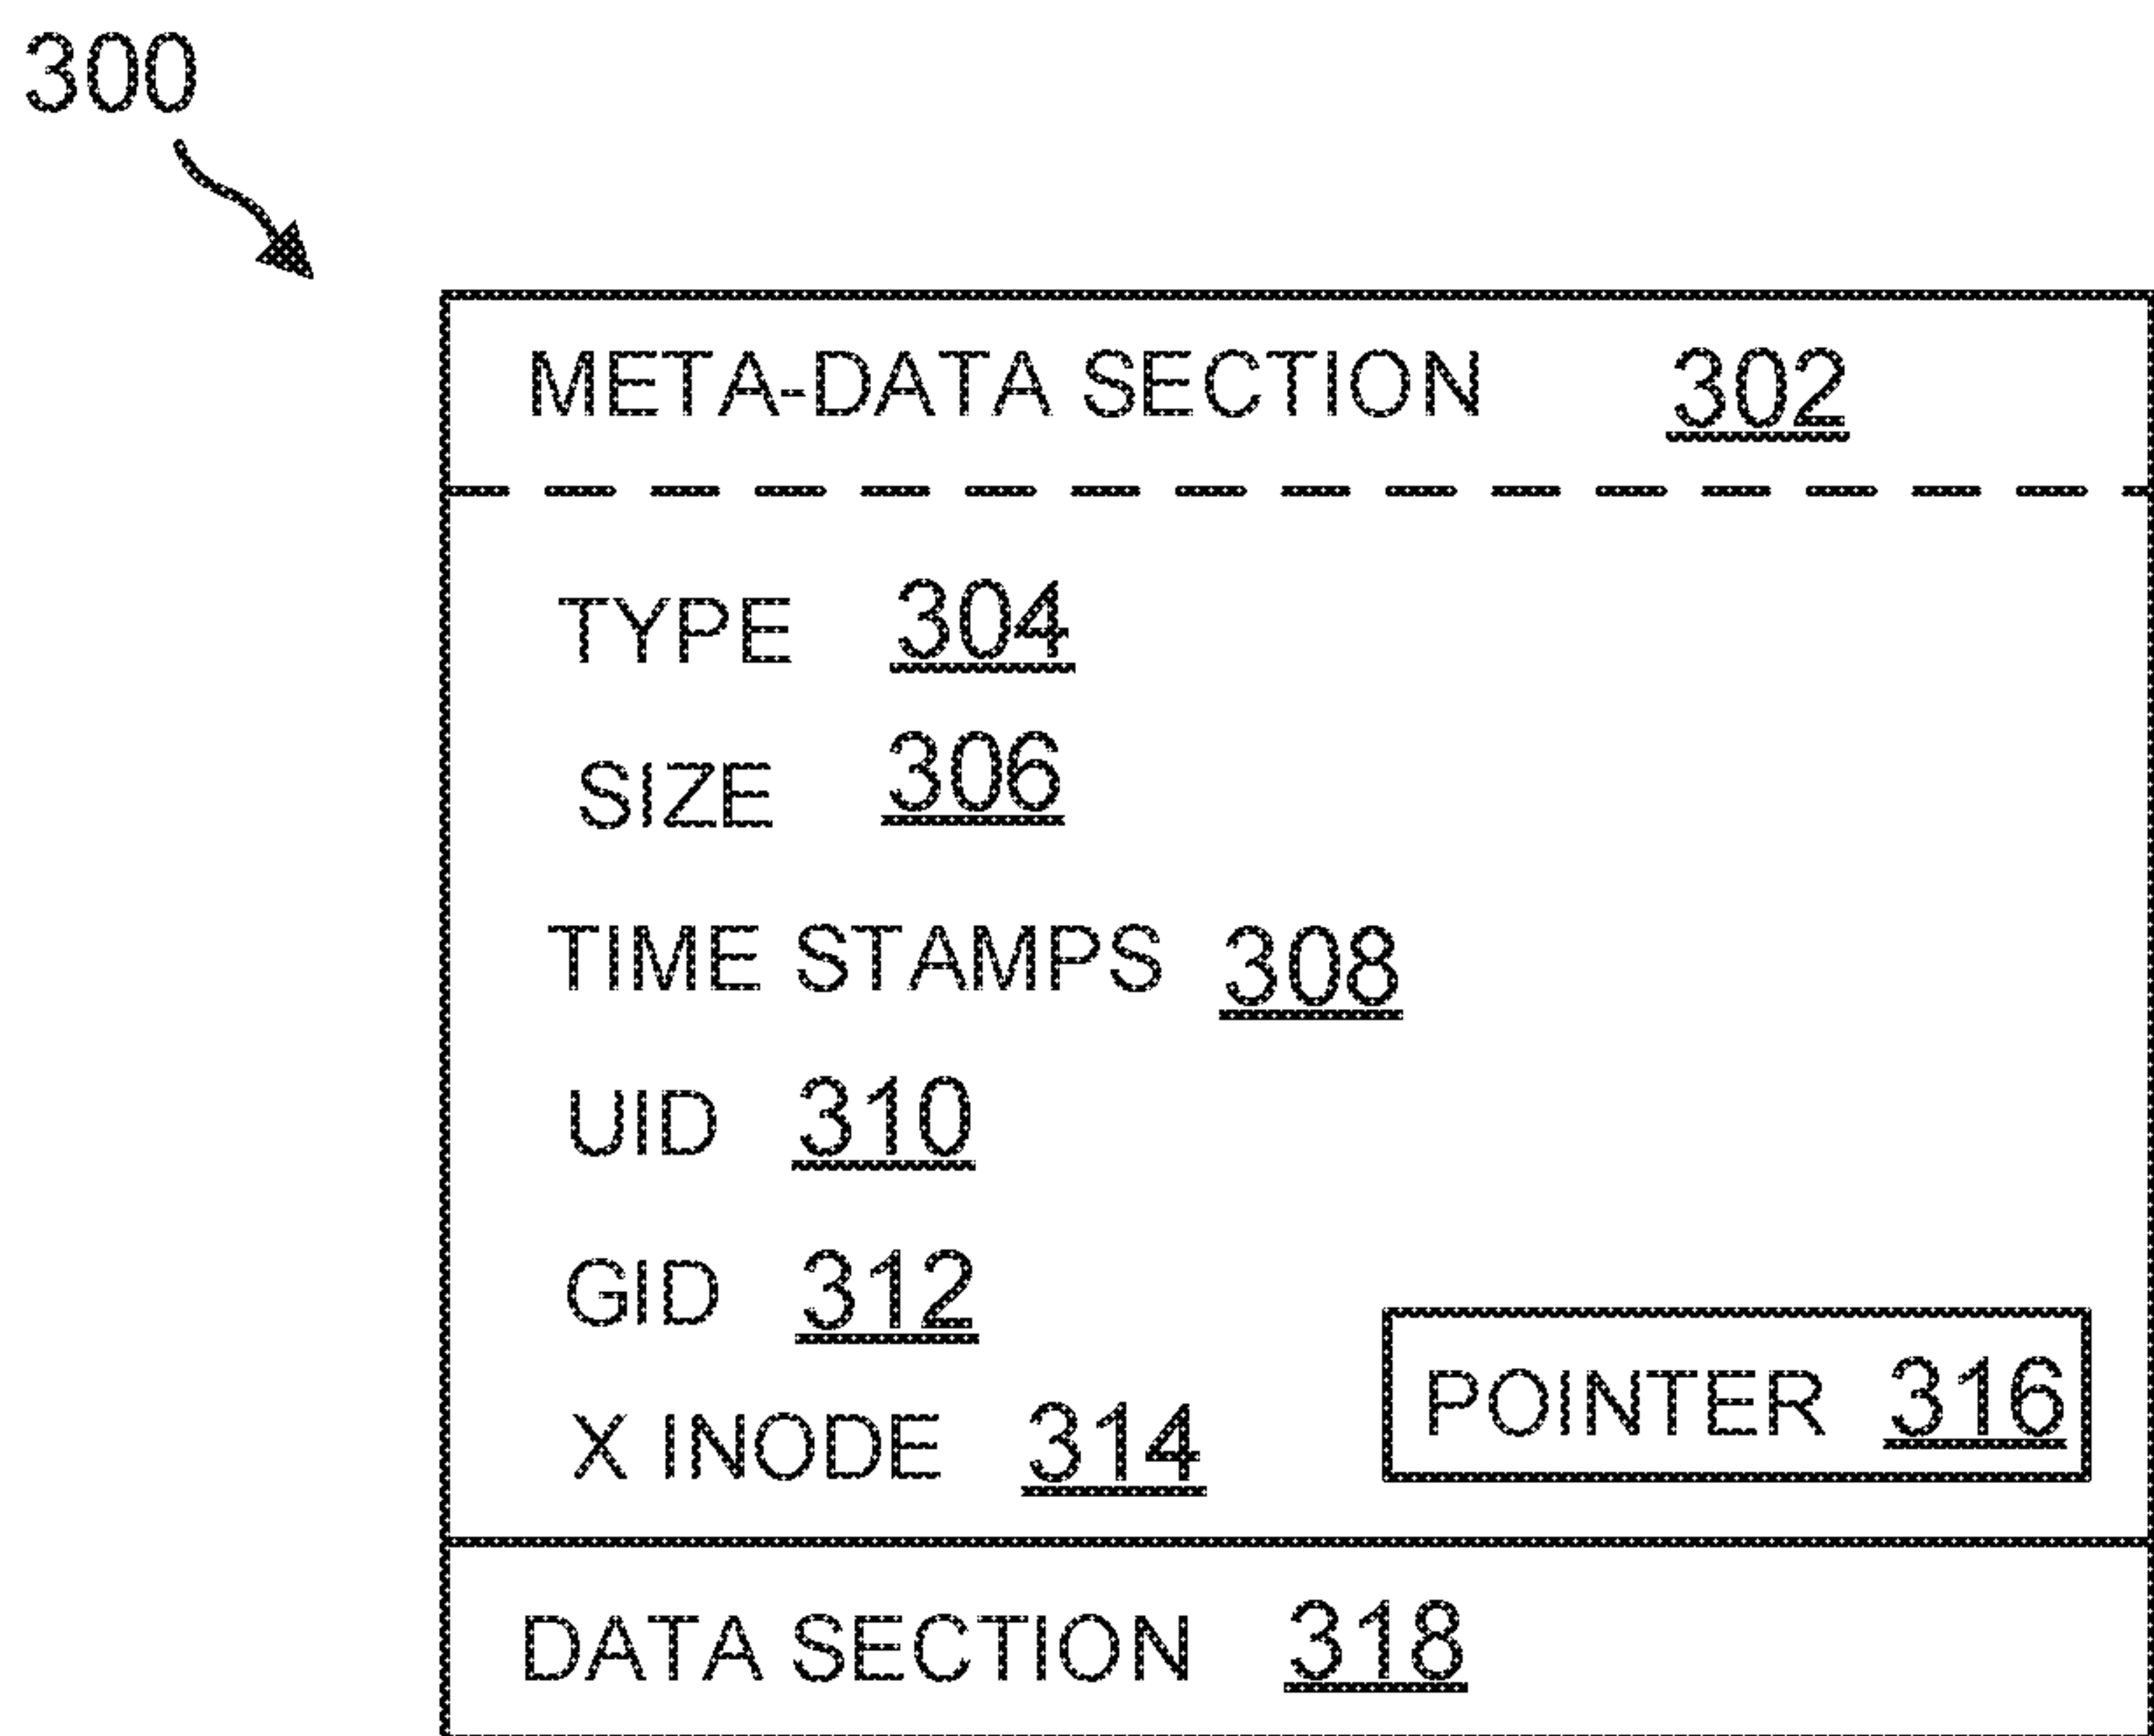 300
META-DATA SECTION 302
TYPE 304
SIZE 306
TIME STAMPS 308
UID 310
GID 312
X INODE 314
POINTER 316
DATA SECTION 318